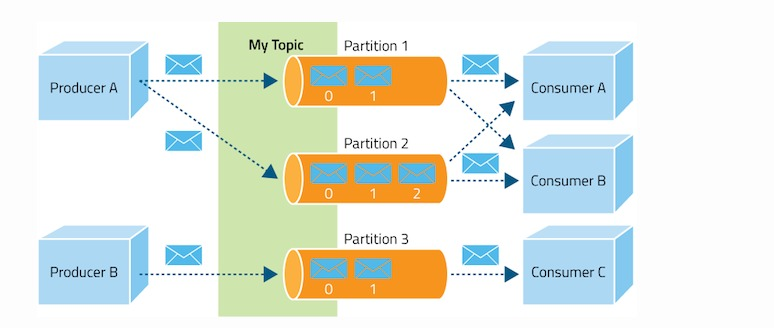 My Topic
Partition 1
Producer A
0 1
Consumer A
Partition 2
0 1 2
Consumer B
Partition 3
Producer B
0 1
Consumer C